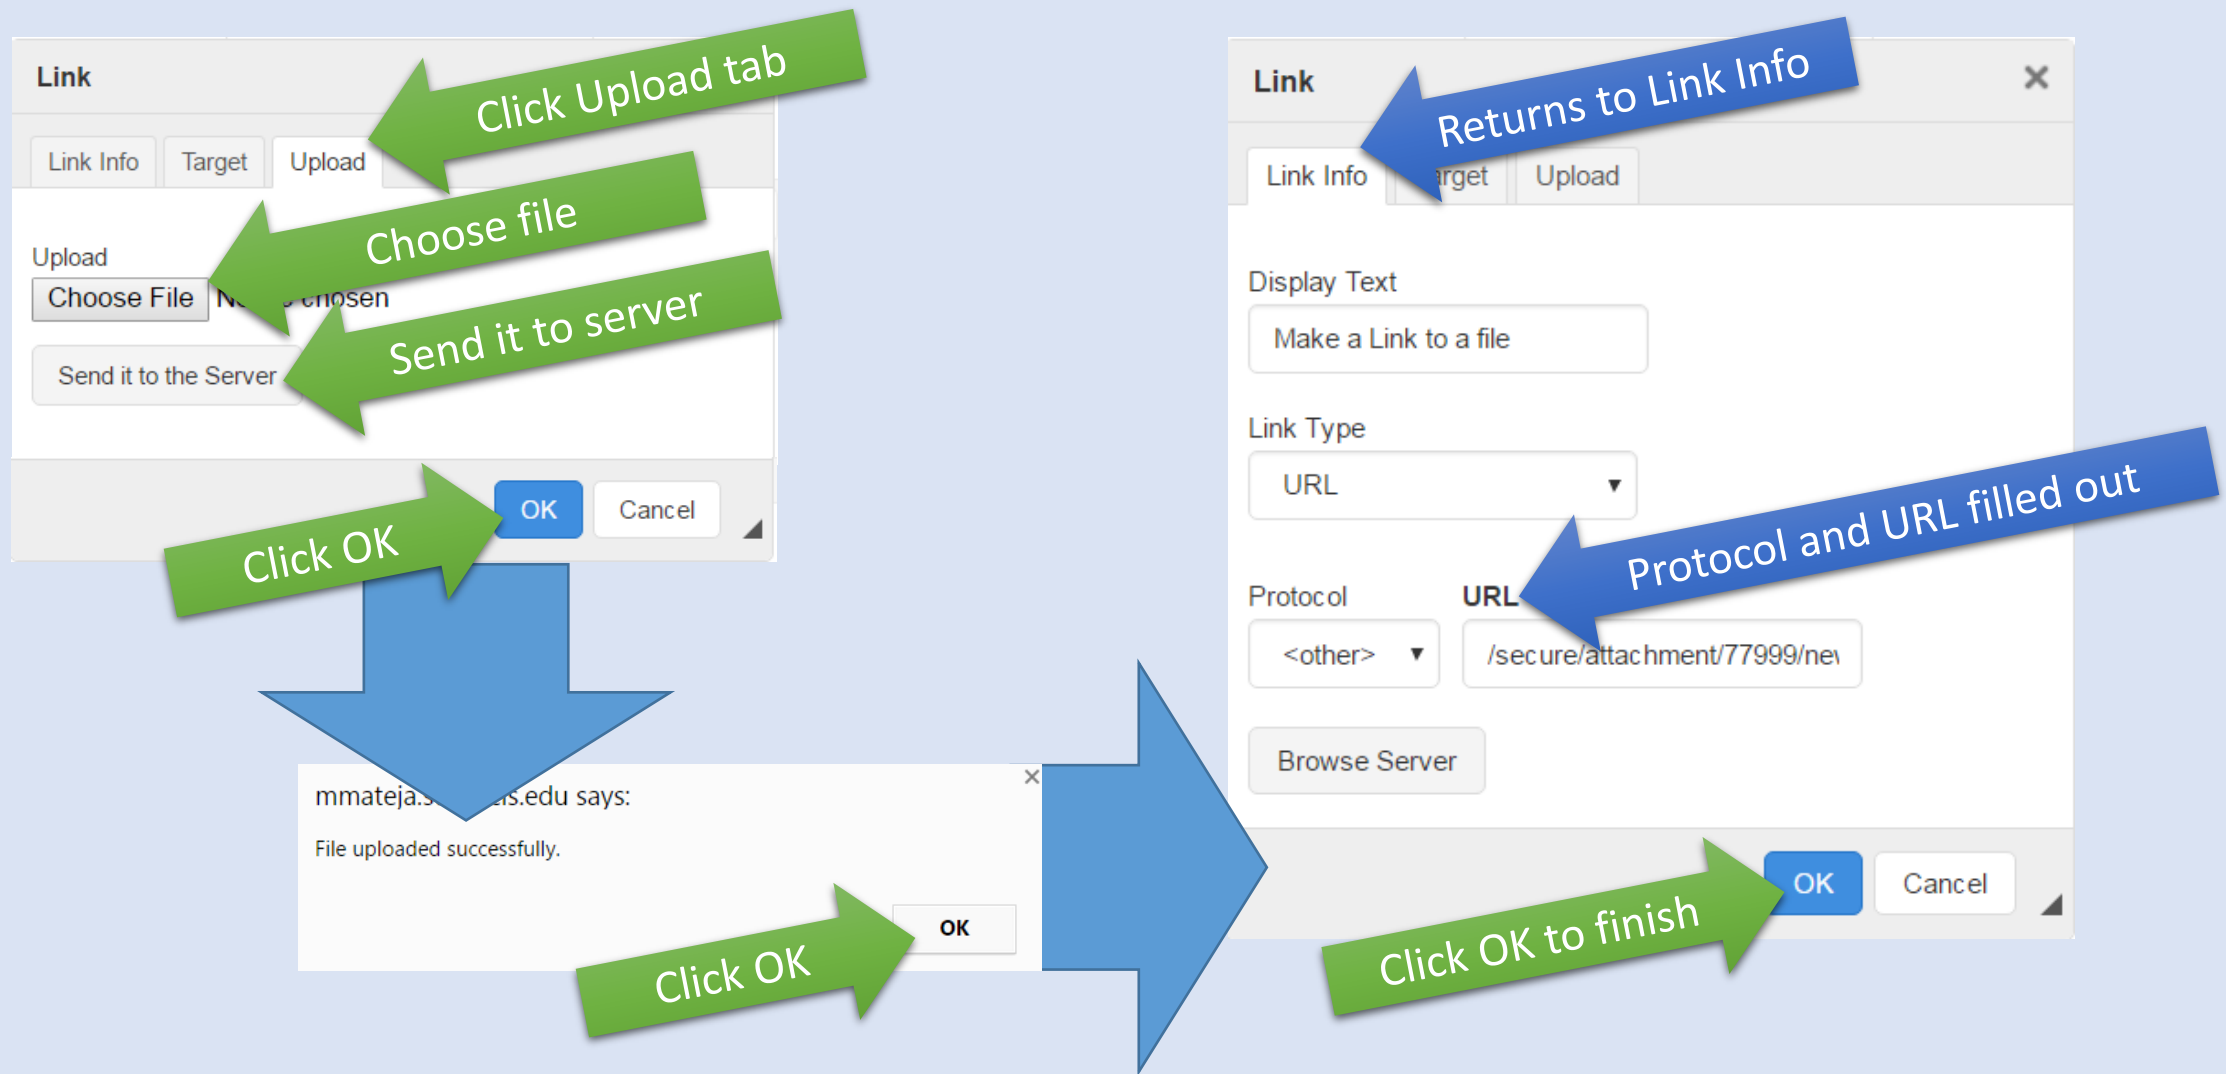 Link
Click Upload tab
Link Info Target Upload
Choose file
Upload
Choose File chosen
Send it to server
Send it to the Server
OK Cancel
Click OK
mmateja. .edu says:
File uploaded successfully.
OK
Click OK
Link
Returns to Link Info
Link Info Upload
Display Text
Make a Link to a file
Link Type
URL
Protocol and URL filled out
Protocol URL
<other> /secure/attachment/77999/ne
Browse Server
OK Cancel
Click OK to finish